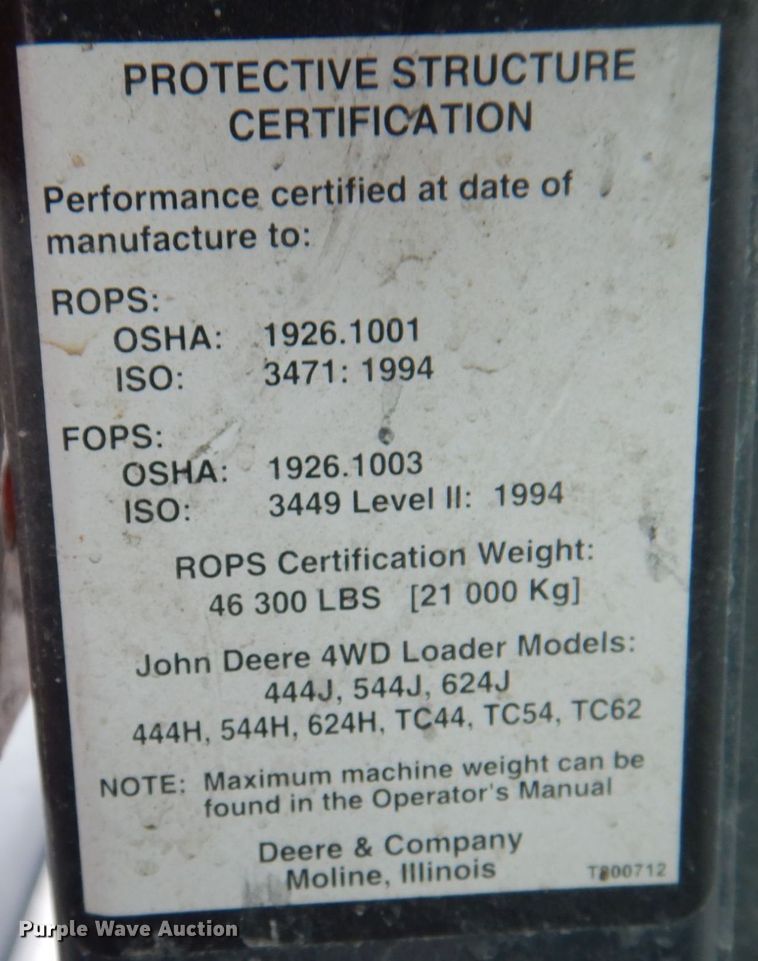 PROTECTIVE STRUCTURE
CERTIFICATION
Performance certified at date of
manufacture to:
ROPS:
OSHA: 1926.1001
ISO: 3471: 1994
FOPS:
OSHA: 1926.1003
ISO: 3449 Level II: 1994
ROPS Certification Weight:
46 300 LBS [21 000 Kg]
John Deere 4WD Loader Models:
444J, 544J, 624J
444H, 544H, 624H, TC44, TC54, TC62
NOTE: Maximum machine weight can be
found in the Operator's Manual
Deere & Company
Moline, Illinois
T200712
Purple Wave Auction